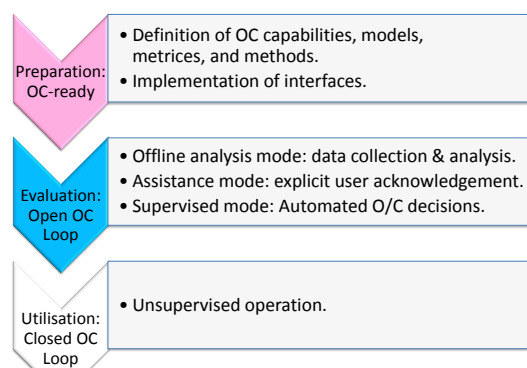 Preparation:
OC-ready
• Definition of OC capabilities, models,
metrices, and methods.
• Implementation of interfaces.
Evaluation:
Open OC
Loop
• Offline analysis mode: data collection & analysis.
• Assistance mode: explicit user acknowledgement.
• Supervised mode: Automated O/C decisions.
Utilisation:
Closed OC
Loop
• Unsupervised operation.